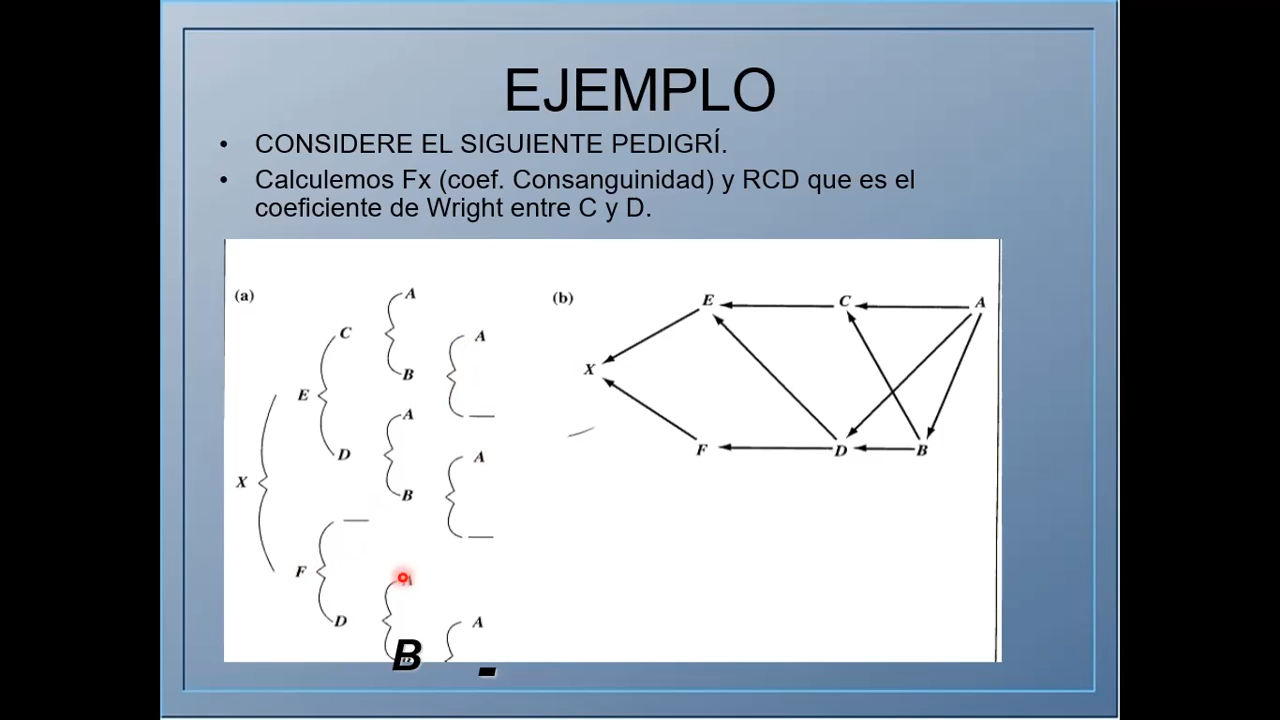 EJEMPLO
• CONSIDERE EL SIGUIENTE PEDIGRÍ.
• Calculemos Fx (coef. Consanguinidad) y RCD que es el
coeficiente de Wright entre C y D.
(a)
A
C
A
B
E
A
D
A
B
X
F
A
D
A
B
(b)
E
C
A
X
F
D
B